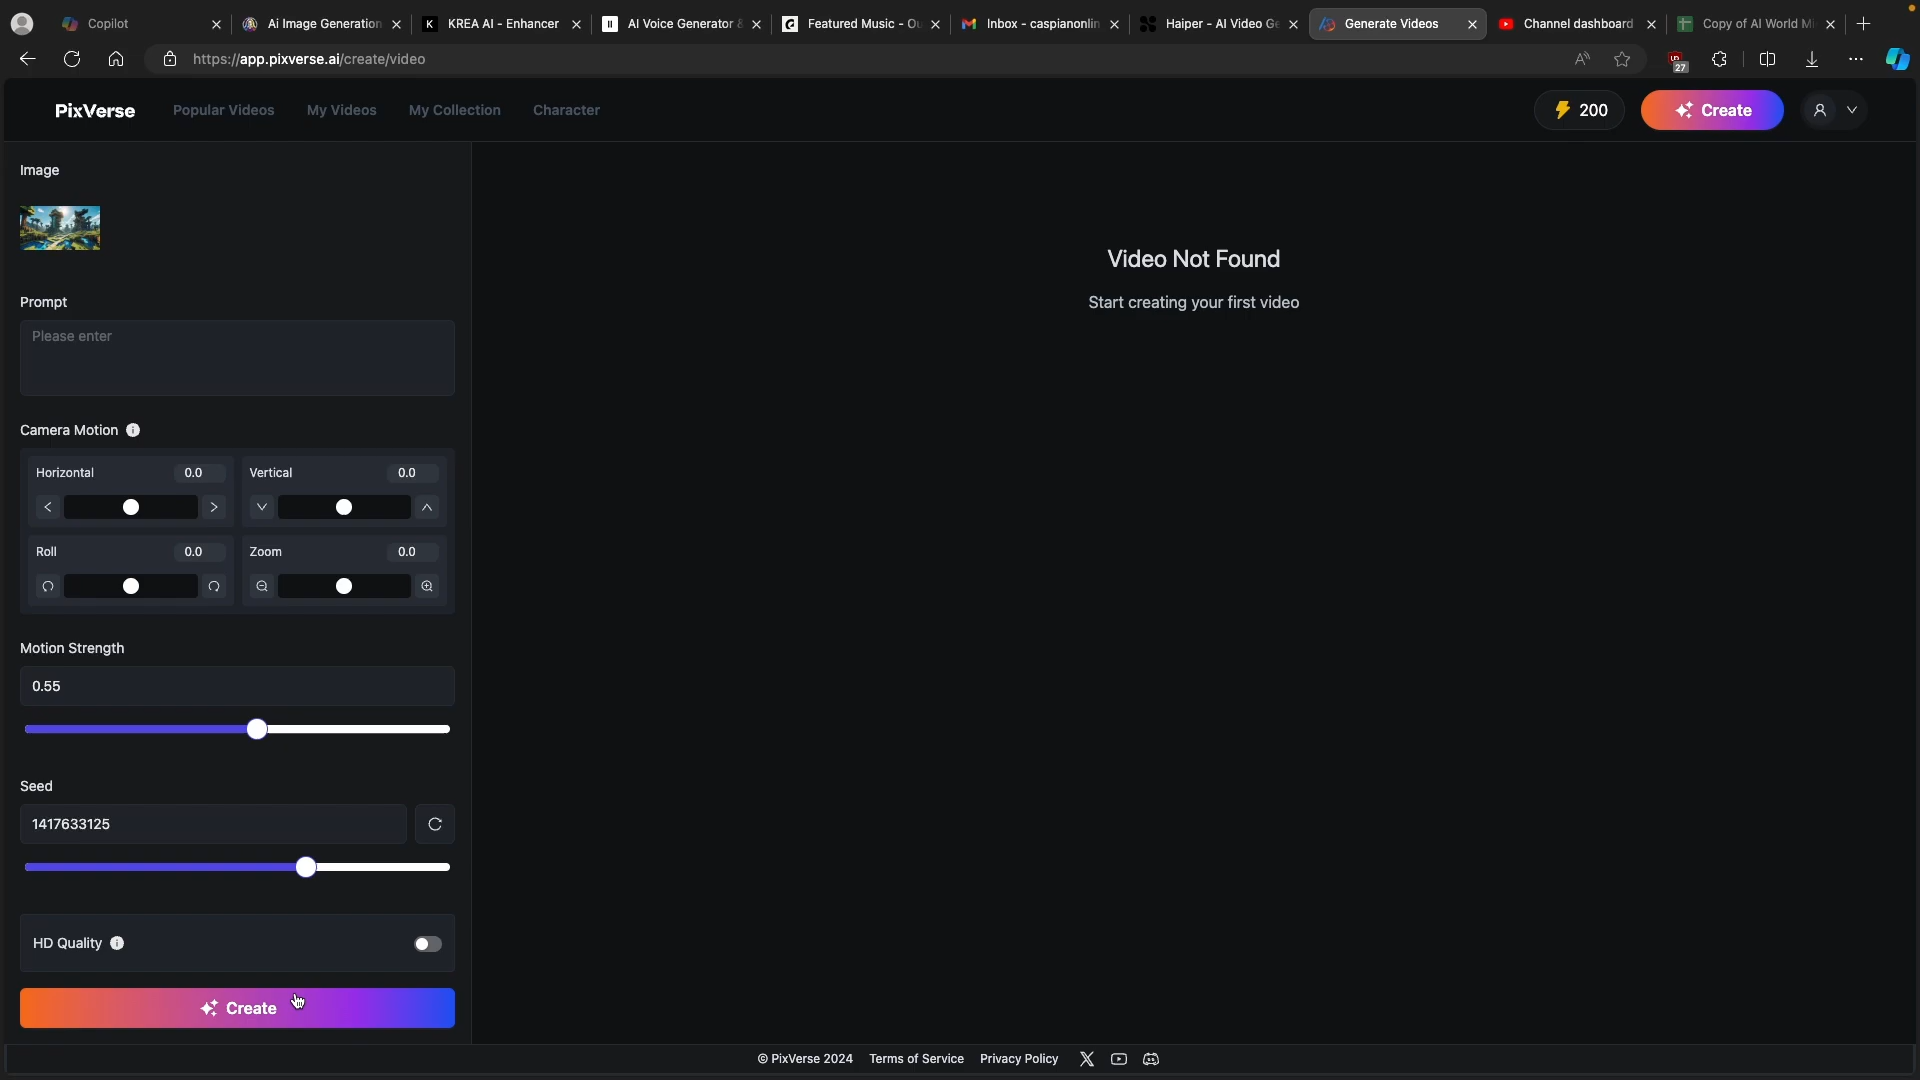 Copilot
Ai Image Generation
KREA AI - Enhancer
AI Voice Generator &
Featured Music - Ou
Inbox - caspianonlin
Haiper - AI Video Ge
Generate Videos
Channel dashboard
Copy of AI World Mi
https://app.pixverse.ai/create/video
27
PixVerse
Popular Videos
My Videos
My Collection
Character
200
Create
Image
Prompt
Please enter
Camera Motion
Horizontal 0.0
Vertical 0.0
Roll 0.0
Zoom 0.0
Motion Strength
0.55
Seed
1417633125
HD Quality
Create
Video Not Found
Start creating your first video
© PixVerse 2024 Terms of Service Privacy Policy